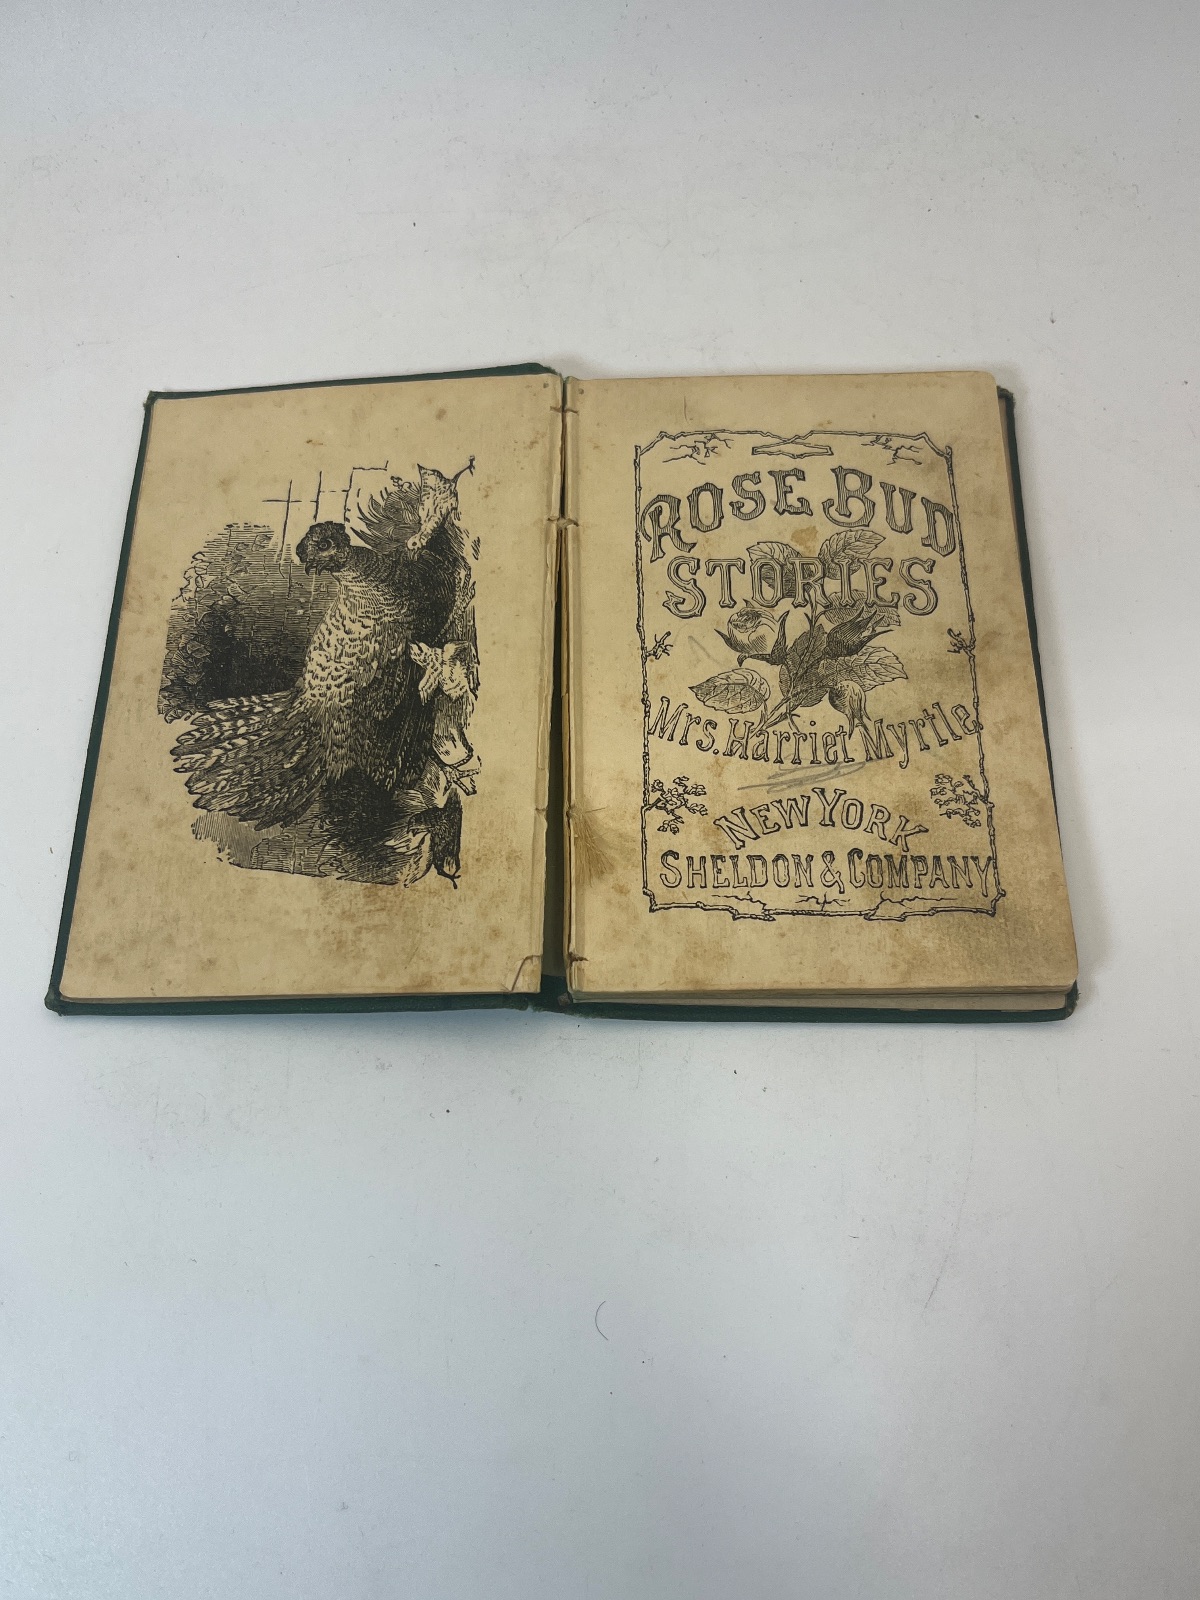 ROSE BUD
STORIES
Mrs. Harriet Myrtle.
NEW YORK
SHELDON & COMPANY